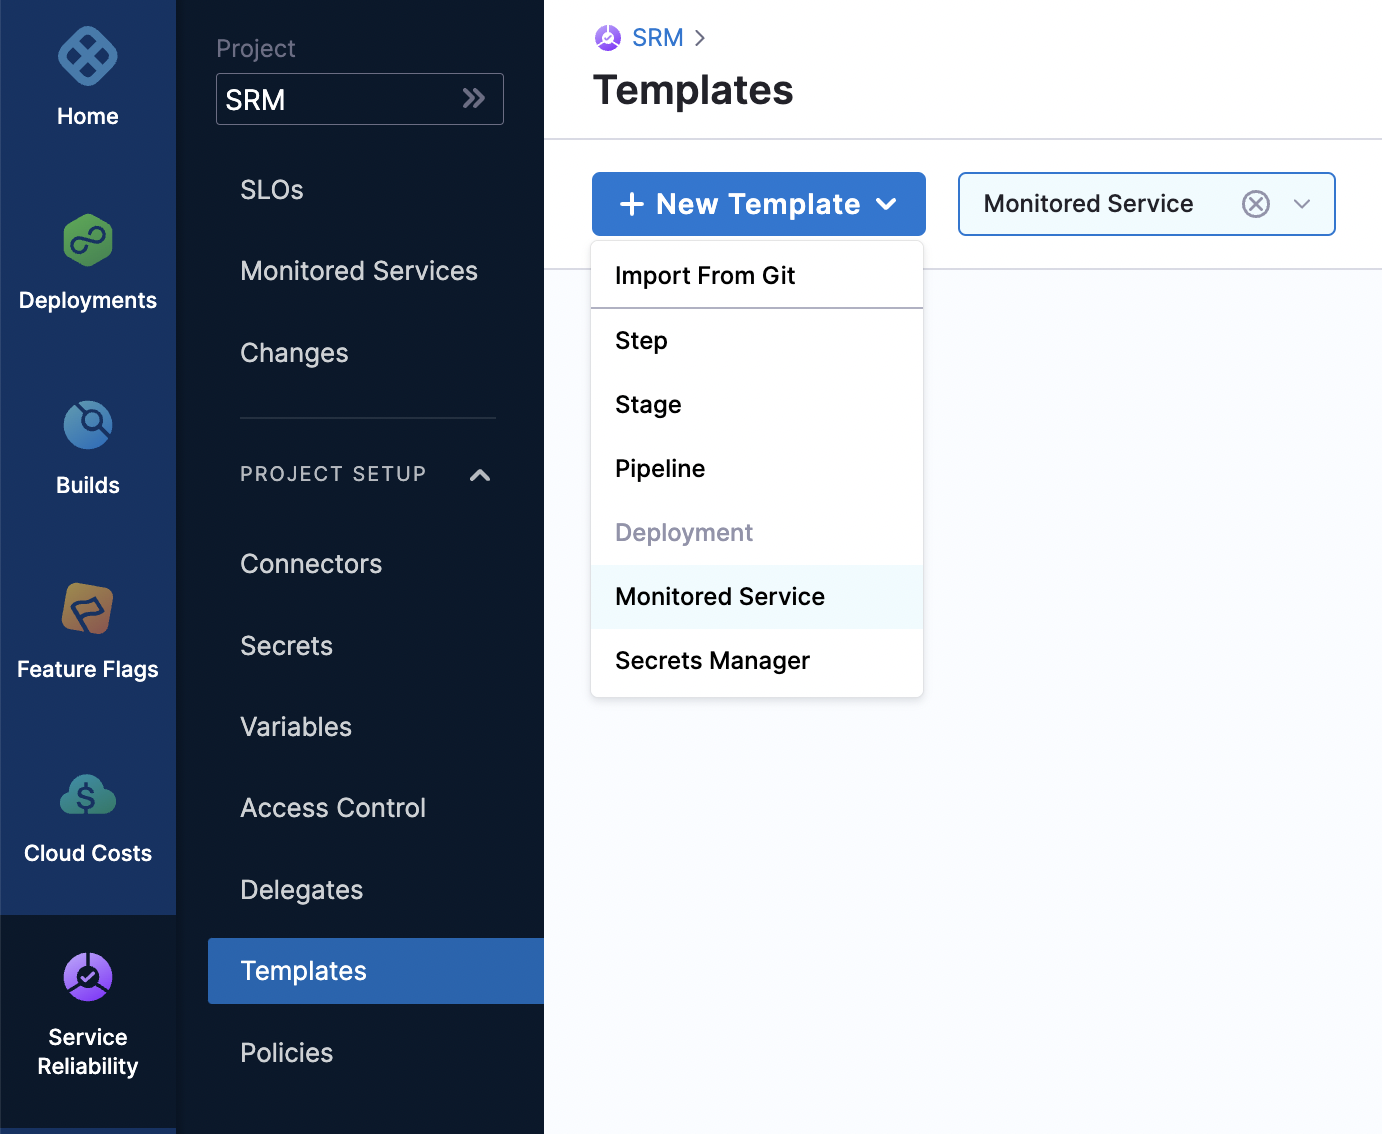 Home
Deployments
Builds
Feature Flags
Cloud Costs
Service
Reliability
Project
SRM
SLOs
Monitored Services
Changes
PROJECT SETUP
Connectors
Secrets
Variables
Access Control
Delegates
Templates
Policies
SRM
Templates
+ New Template
Monitored Service
Import From Git
Step
Stage
Pipeline
Deployment
Monitored Service
Secrets Manager